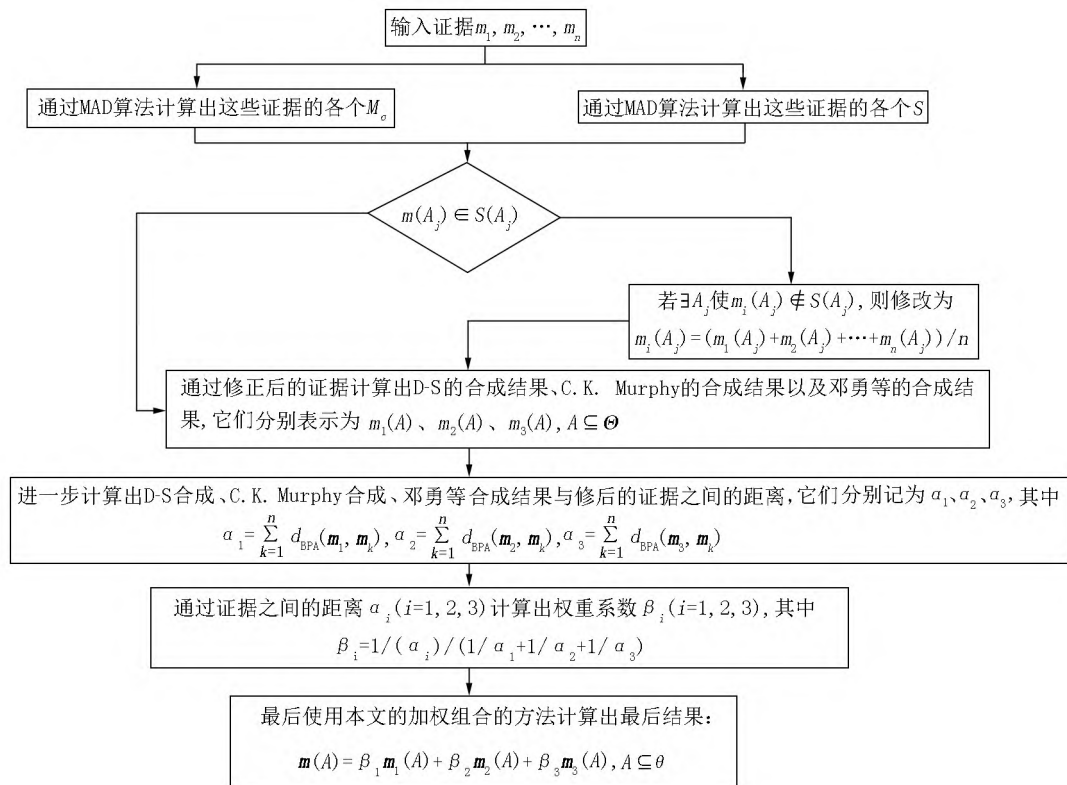 输入证据m₁, m₂, …, mₙ
通过MAD算法计算出这些证据的各个M_σ
通过MAD算法计算出这些证据的各个S
m(A_j)∈S(A_j)
若∃A_j使m_i(A_j)∉S(A_j), 则修改为
m_i(A_j)=(m₁(A_j)+m₂(A_j)+…+mₙ(A_j))/n
通过修正后的证据计算出D-S的合成结果、C.K. Murphy的合成结果以及邓勇等的合成结
果, 它们分别表示为 m₁(A)、m₂(A)、m₃(A), A⊆Θ
进一步计算出D-S合成、C.K. Murphy合成、邓勇等合成结果与修后的证据之间的距离, 它们分别记为 α₁、α₂、α₃, 其中
α₁=∑_{k=1}^{n} d_BPA(m₁, m_k), α₂=∑_{k=1}^{n} d_BPA(m₂, m_k), α₃=∑_{k=1}^{n} d_BPA(m₃, m_k)
通过证据之间的距离 α_i(i=1, 2, 3) 计算出权重系数 β_i(i=1, 2, 3), 其中
β_i=1/(α_i)/(1/α₁+1/α₂+1/α₃)
最后使用本文的加权组合的方法计算出最后结果:
m(A)=β₁m₁(A)+β₂m₂(A)+β₃m₃(A), A⊆θ